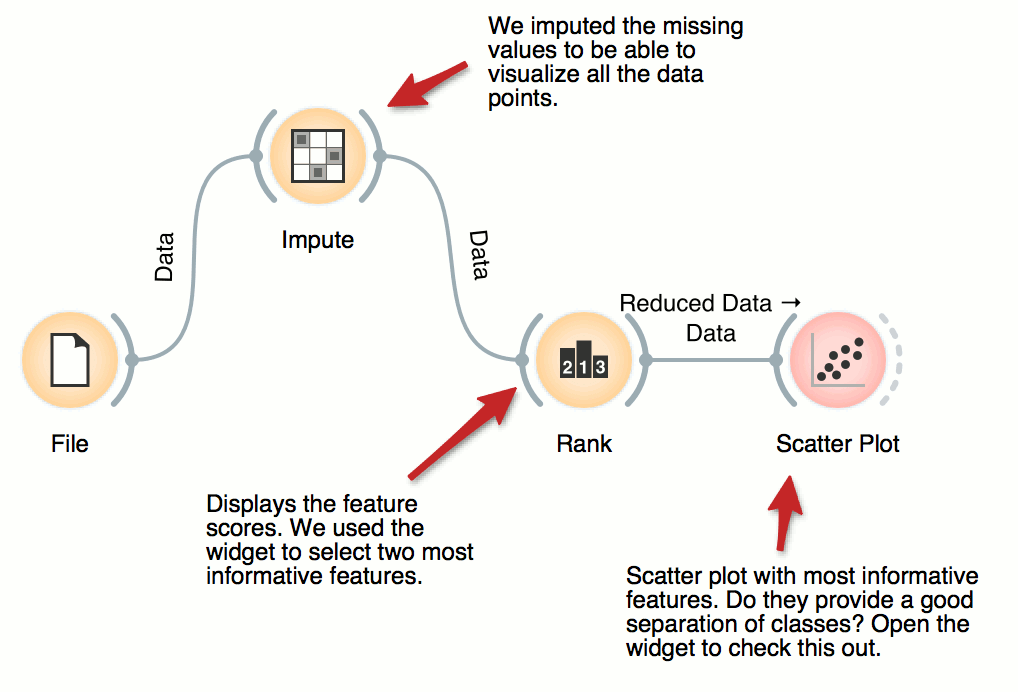 We imputed the missing
values to be able to
visualize all the data
points.
Impute
Data
Data
Reduced Data →
Data
2 1 3
File
Rank
Scatter Plot
Displays the feature
scores. We used the
widget to select two most
informative features.
Scatter plot with most informative
features. Do they provide a good
separation of classes? Open the
widget to check this out.